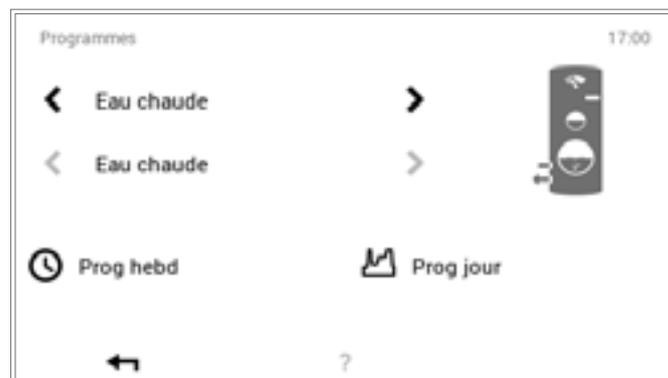 Programmes 17:00
Eau chaude
Eau chaude
Prog hebd Prog jour
?